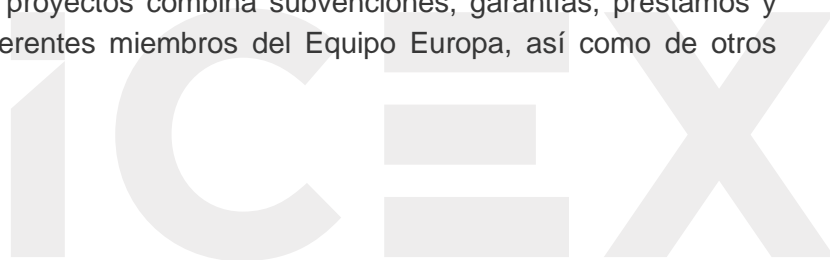 proyectos combina subvenciones, garantías, préstamos y
erentes miembros del Equipo Europa, así como de otros
ICEX